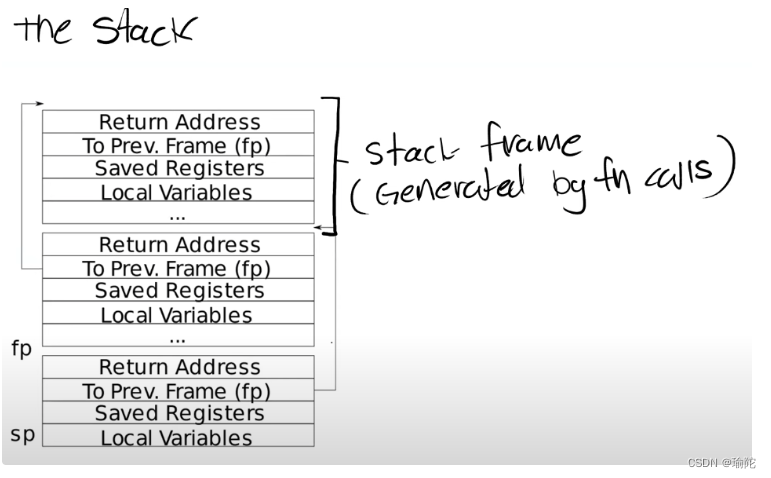 the Stack
Return Address
To Prev. Frame (fp)
Saved Registers
Local Variables
...
stack frame
(Generated by fn calls)
Return Address
To Prev. Frame (fp)
Saved Registers
Local Variables
...
fp
Return Address
To Prev. Frame (fp)
Saved Registers
sp
Local Variables
CSDN @瑜陀